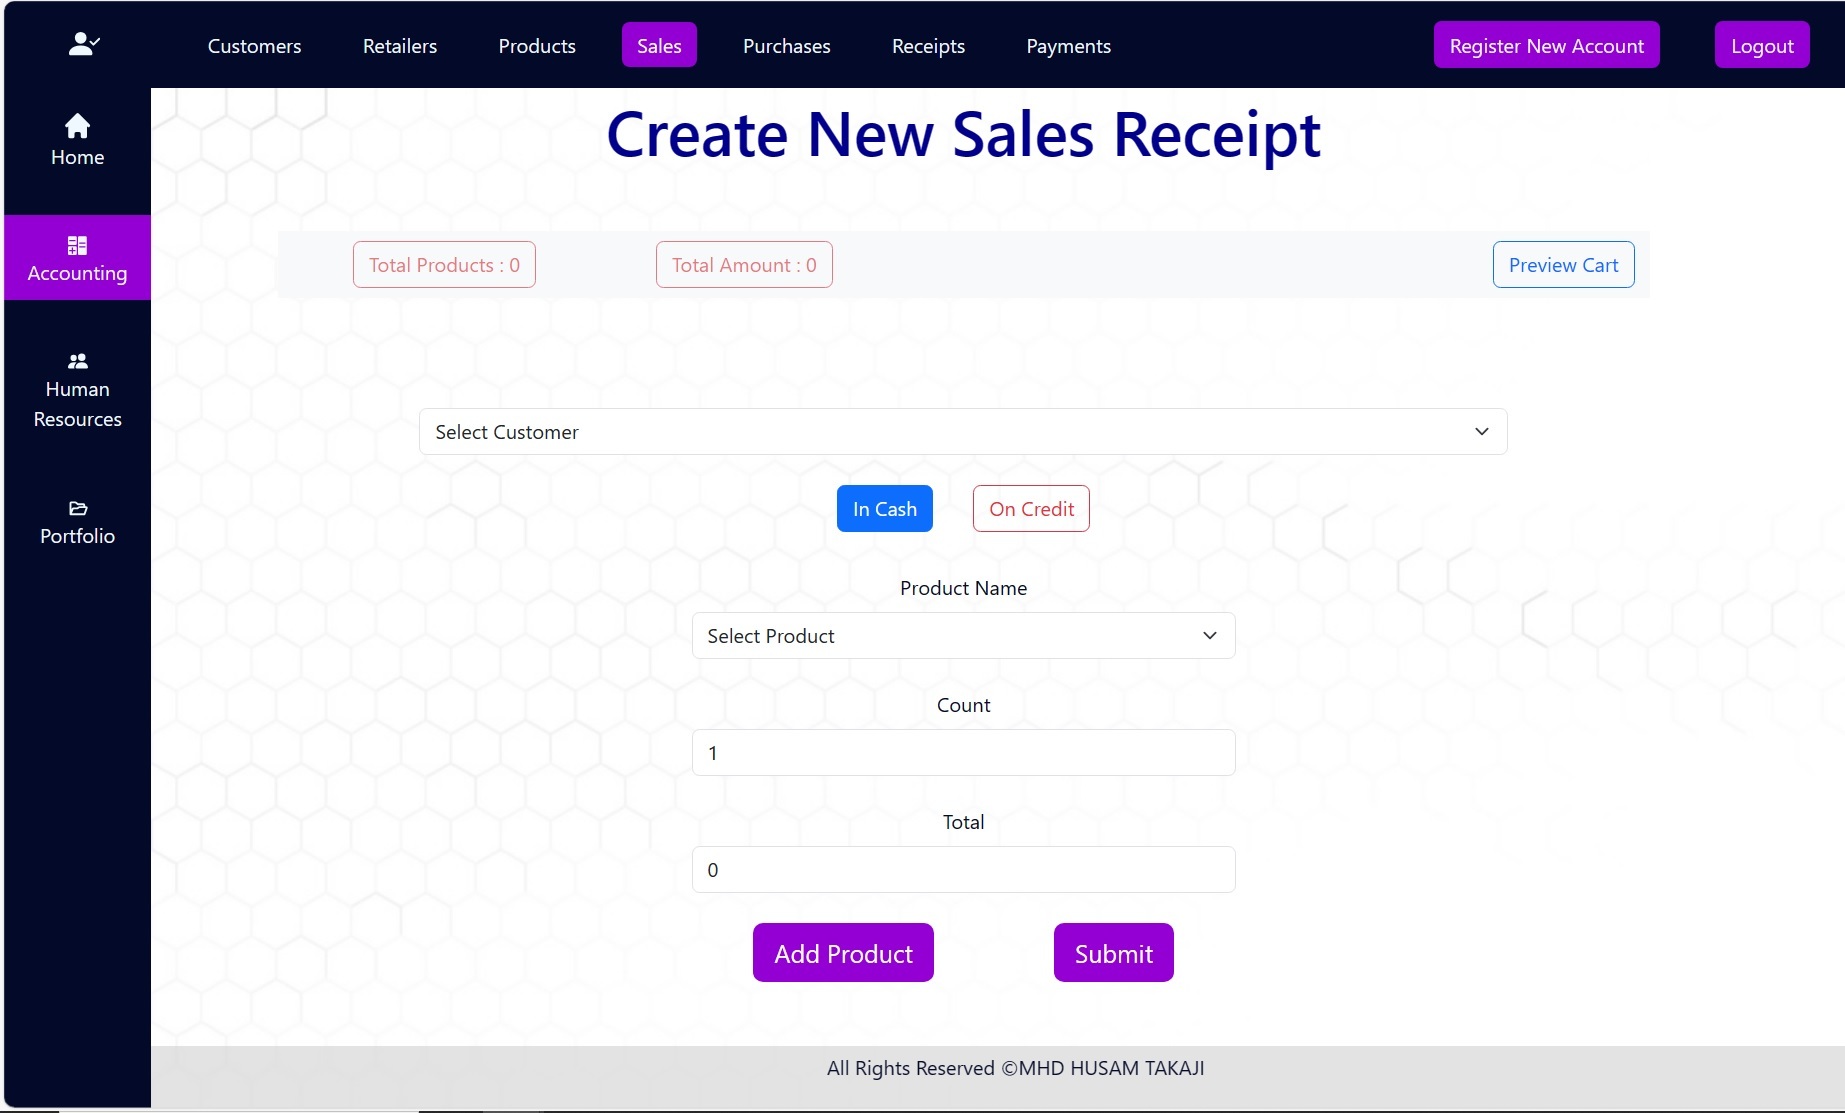 Customers
Retailers
Products
Sales
Purchases
Receipts
Payments
Register New Account
Logout
Home
Accounting
Human
Resources
Portfolio
Create New Sales Receipt
Total Products : 0
Total Amount : 0
Preview Cart
Select Customer
In Cash
On Credit
Product Name
Select Product
Count
1
Total
0
Add Product
Submit
All Rights Reserved ©MHD HUSAM TAKAJI